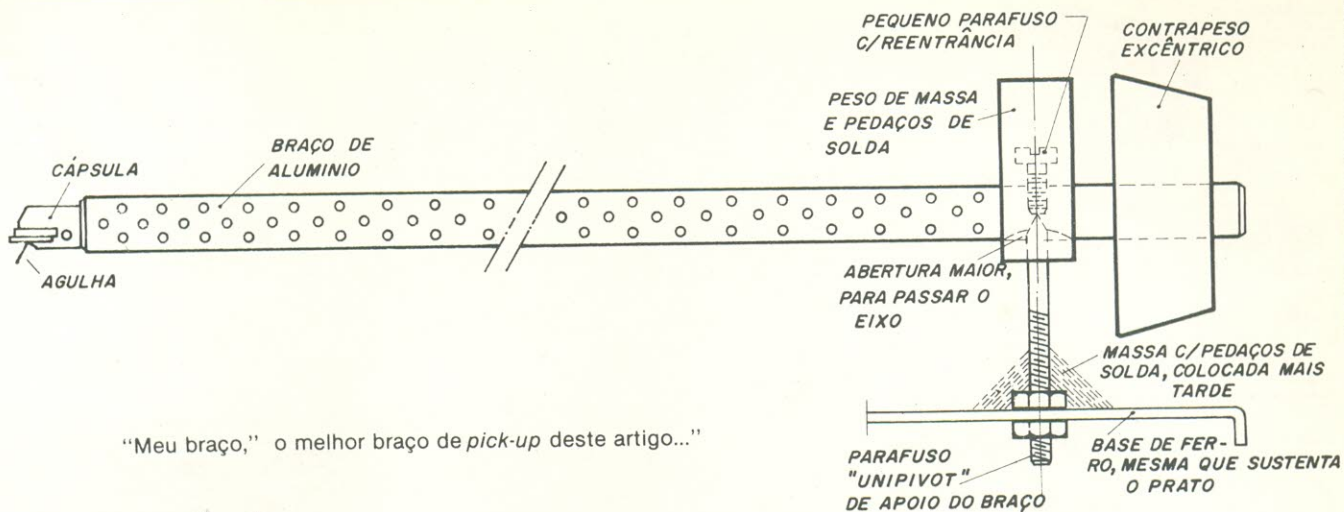 PEQUENO PARAFUSO
C/REENTRÂNCIA
CONTRAPESO
EXCÊNTRICO
PESO DE MASSA
E PEDAÇOS DE
SOLDA
BRAÇO DE
ALUMINIO
CÁPSULA
AGULHA
ABERTURA MAIOR,
PARA PASSAR O
EIXO
MASSA C/PEDAÇOS DE
SOLDA, COLOCADA MAIS
TARDE
"Meu braço," o melhor braço de pick-up deste artigo..."
PARAFUSO
"UNIPIVOT"
DE APOIO DO BRAÇO
BASE DE FER-
RO, MESMA QUE SUSTENTA
O PRATO